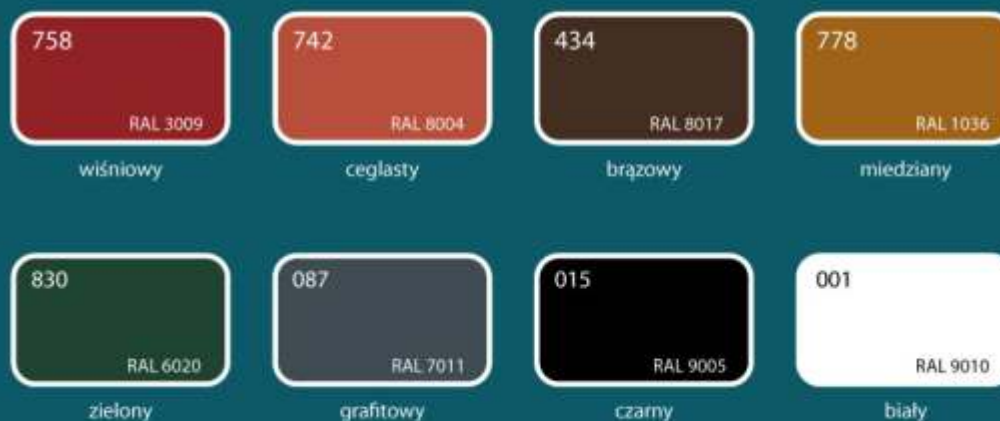 758
RAL 3009
wiśniowy
742
RAL 8004
ceglasty
434
RAL 8017
brązowy
778
RAL 1036
miedziany
830
RAL 6020
zielony
087
RAL 7011
grafitowy
015
RAL 9005
czarny
001
RAL 9010
biały